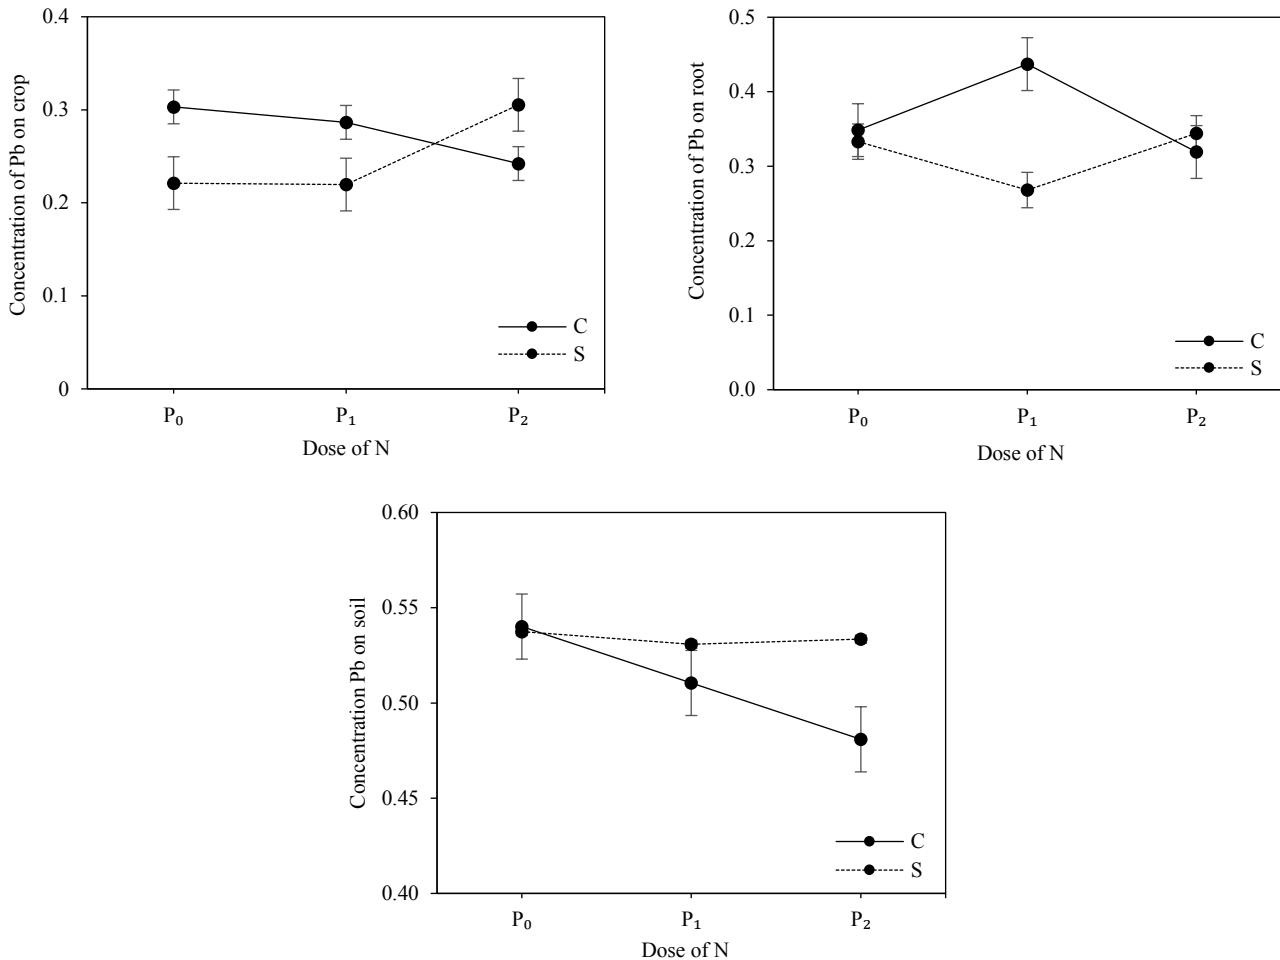 Concentration of Pb on crop
0.4
0.3
0.2
0.1
0
P₀ P₁ P₂
Dose of N
C
S
Concentration of Pb on root
0.5
0.4
0.3
0.2
0.1
0.0
P₀ P₁ P₂
Dose of N
C
S
Concentration Pb on soil
0.60
0.55
0.50
0.45
0.40
P₀ P₁ P₂
Dose of N
C
S